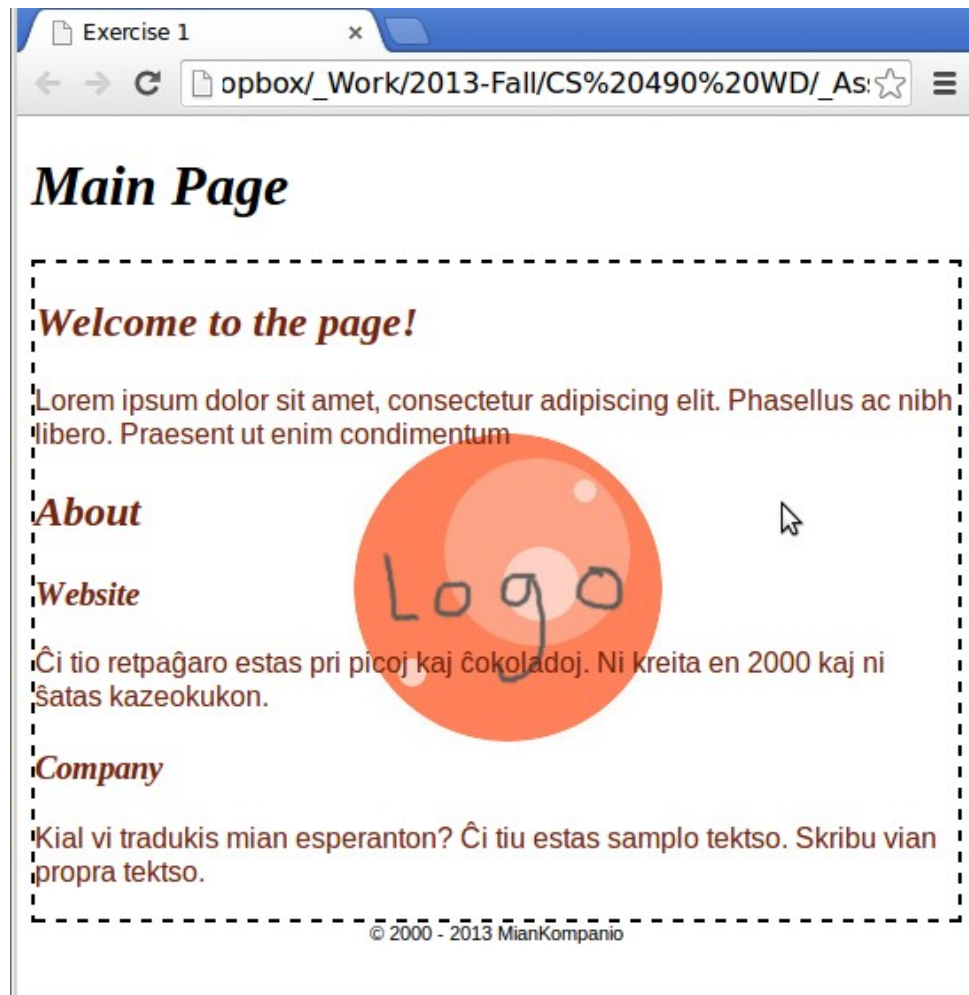 Exercise 1
opbox/_Work/2013-Fall/CS%20490%20WD/_As
Main Page
Welcome to the page!
Lorem ipsum dolor sit amet, consectetur adipiscing elit. Phasellus ac nibh
libero. Praesent ut enim condimentum
About
Logo
Website
Ĉi tio retpaĝaro estas pri picoj kaj ĉokoladoj. Ni kreita en 2000 kaj ni
ŝatas kazeokukon.
Company
Kial vi tradukis mian esperanton? Ĉi tiu estas samplo tektso. Skribu vian
propra tektso.
© 2000 - 2013 MianKompanio